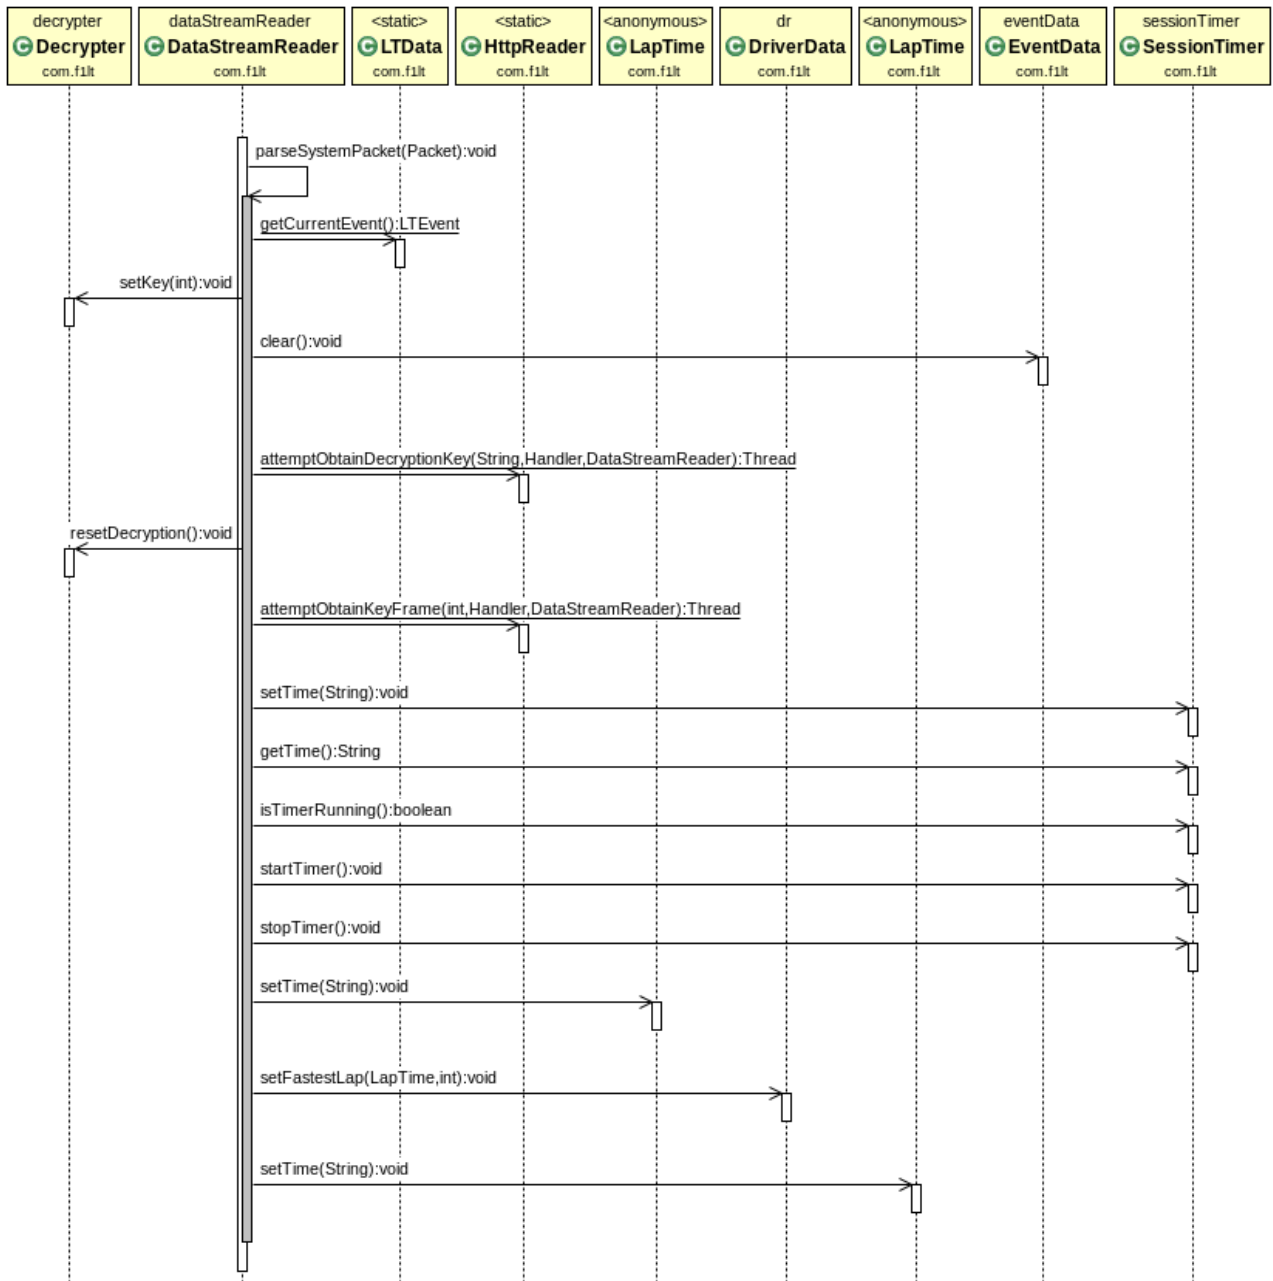 decrypter
Decrypter
com.f1lt
dataStreamReader
DataStreamReader
com.f1lt
<static>
LTData
com.f1lt
<static>
HttpReader
com.f1lt
<anonymous>
LapTime
com.f1lt
dr
DriverData
com.f1lt
<anonymous>
LapTime
com.f1lt
eventData
EventData
com.f1lt
sessionTimer
SessionTimer
com.f1lt
parseSystemPacket(Packet):void
getCurrentEvent():LTEvent
setKey(int):void
clear():void
attemptObtainDecryptionKey(String,Handler,DataStreamReader):Thread
resetDecryption():void
attemptObtainKeyFrame(int,Handler,DataStreamReader):Thread
setTime(String):void
getTime():String
isTimerRunning():boolean
startTimer():void
stopTimer():void
setTime(String):void
setFastestLap(LapTime,int):void
setTime(String):void